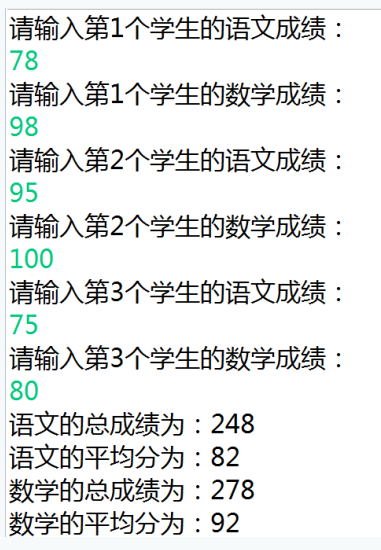 请输入第1个学生的语文成绩：
78
请输入第1个学生的数学成绩：
98
请输入第2个学生的语文成绩：
95
请输入第2个学生的数学成绩：
100
请输入第3个学生的语文成绩：
75
请输入第3个学生的数学成绩：
80
语文的总成绩为：248
语文的平均分为：82
数学的总成绩为：278
数学的平均分为：92